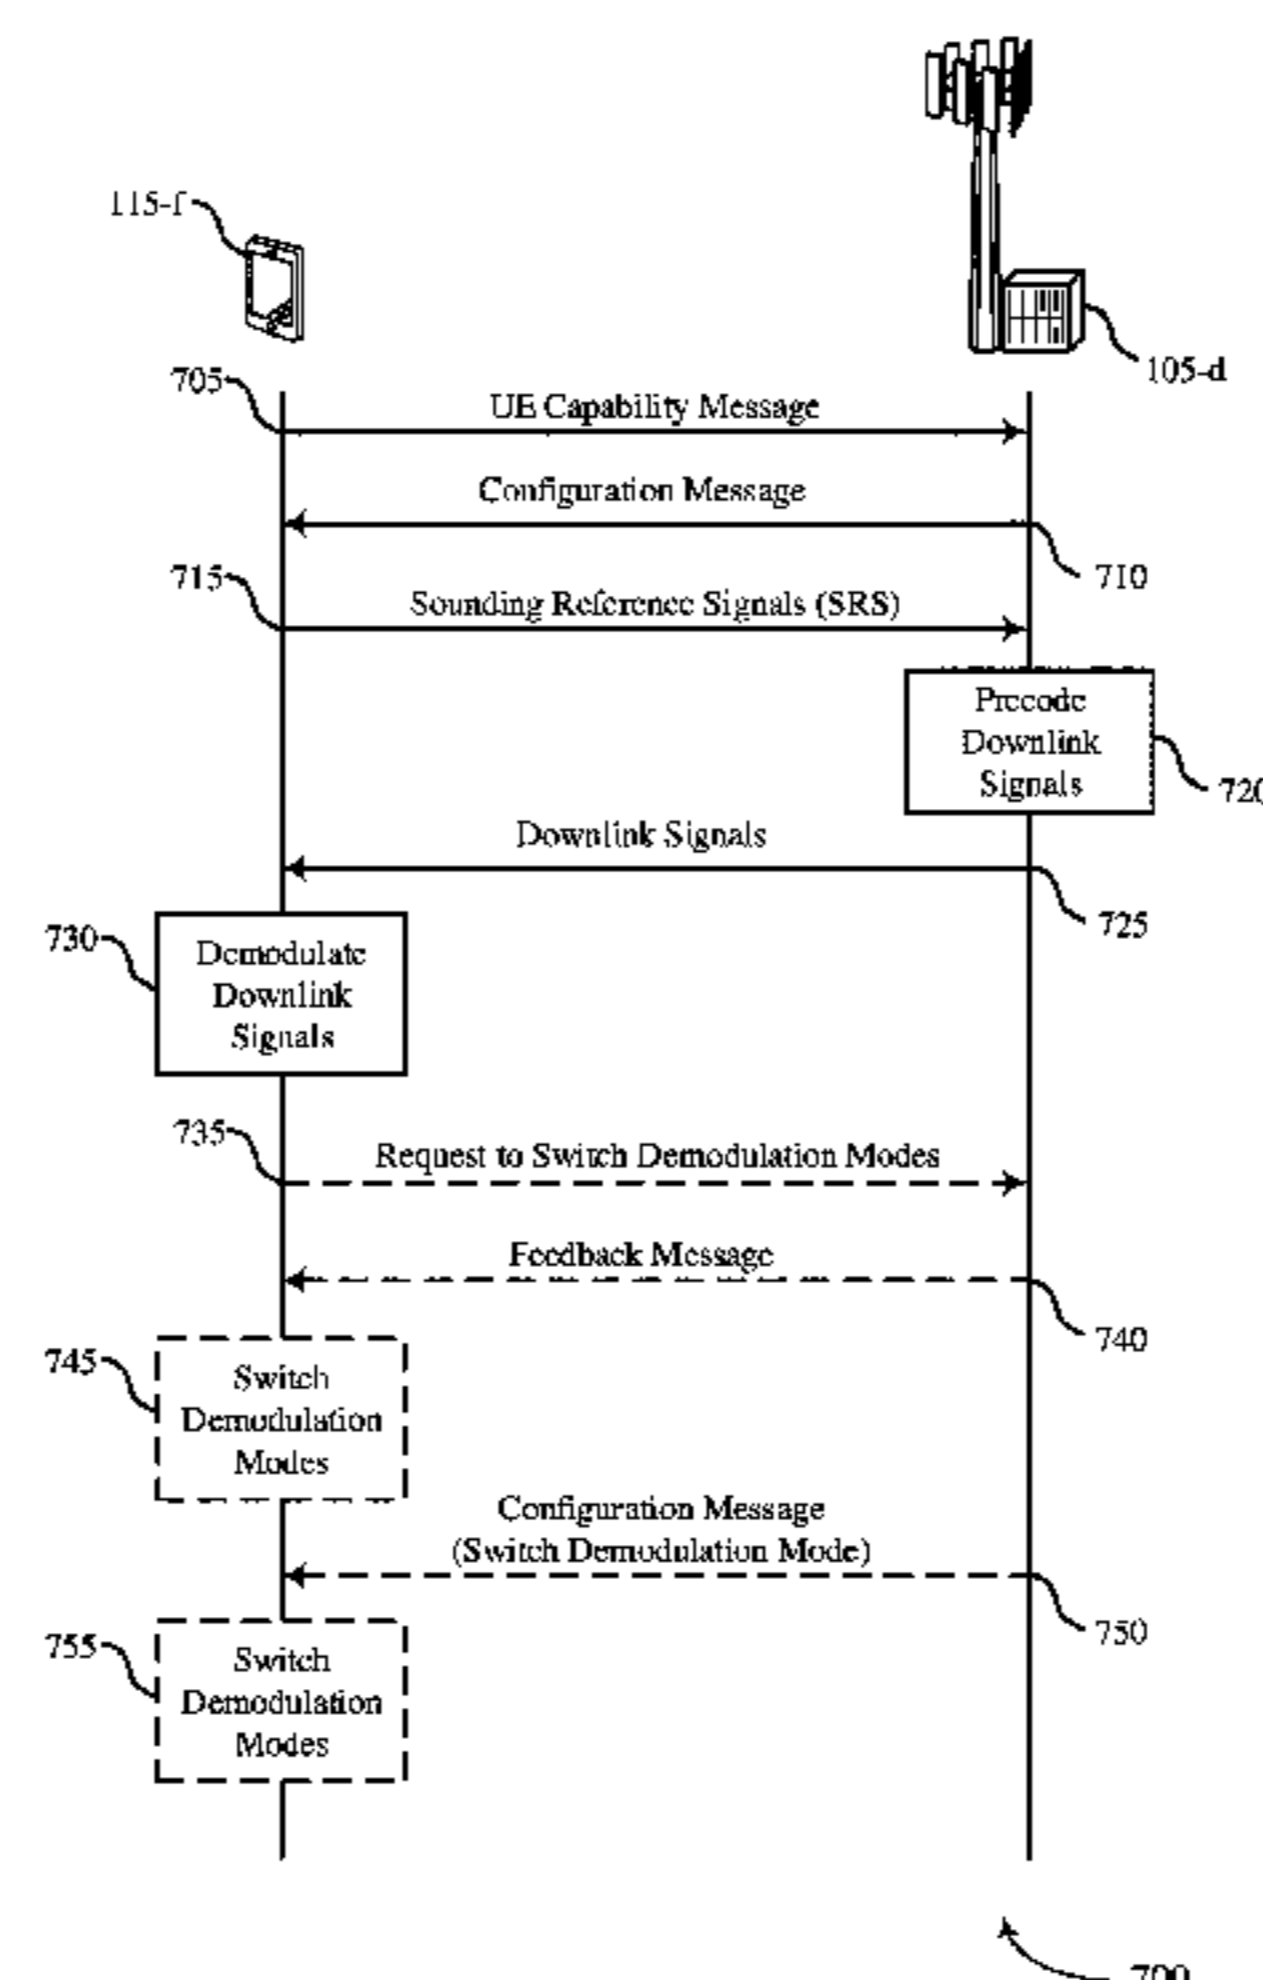 115-f
105-d
705
UE Capability Message
Configuration Message
710
715
Sounding Reference Signals (SRS)
Precode
Downlink
Signals
720
Downlink Signals
725
730
Demodulate
Downlink
Signals
735
Request to Switch Demodulation Modes
Feedback Message
740
745
Switch
Demodulation
Modes
Configuration Message
(Switch Demodulation Mode)
750
755
Switch
Demodulation
Modes
700